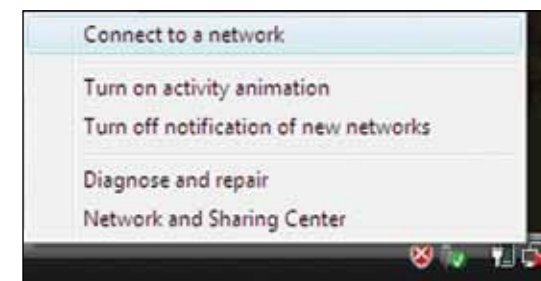 Connect to a network
Turn on activity animation
Turn off notification of new networks
Diagnose and repair
Network and Sharing Center